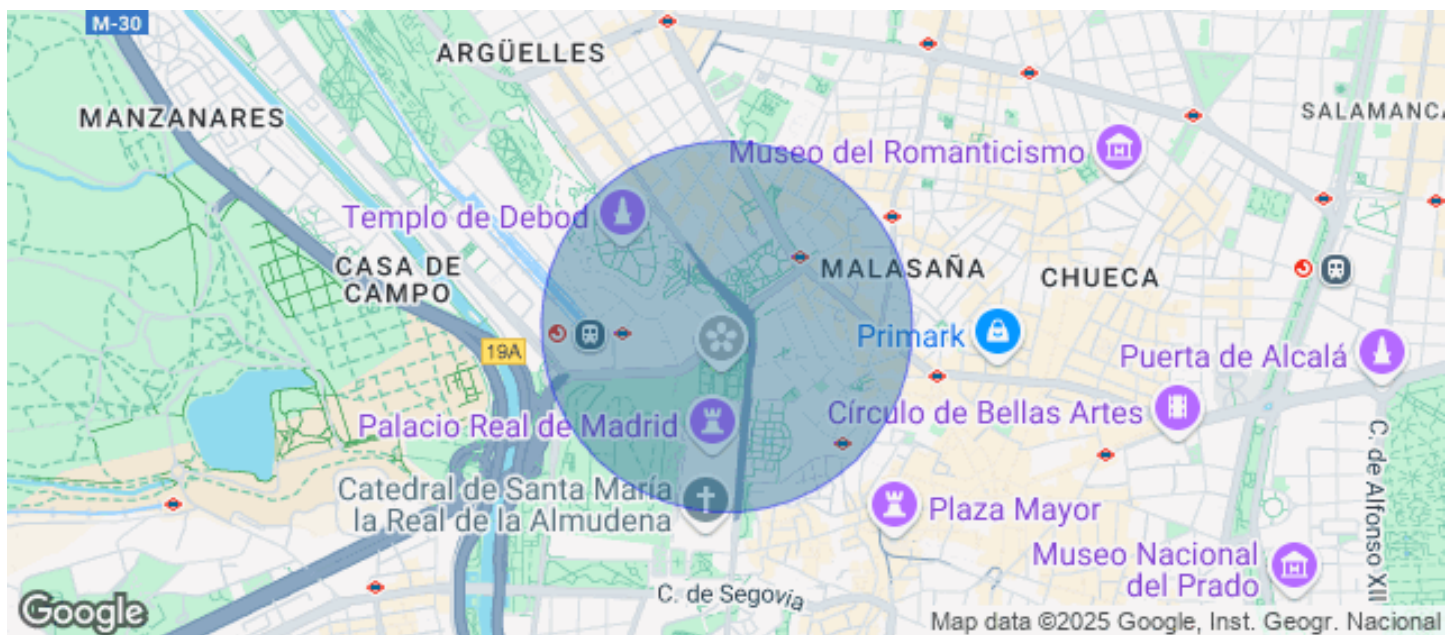 M-30
ARGÜELLES
MANZANARES
SALAMANCA
Museo del Romanticismo
Templo de Debod
CASA DE
CAMPO
MALASAÑA
CHUECA
19A
Primark
Puerta de Alcalá
Palacio Real de Madrid
Círculo de Bellas Artes
Catedral de Santa María
la Real de la Almudena
Plaza Mayor
C. de Alfonso XII
Museo Nacional
del Prado
C. de Segovia
Google
Map data ©2025 Google, Inst. Geogr. Nacional